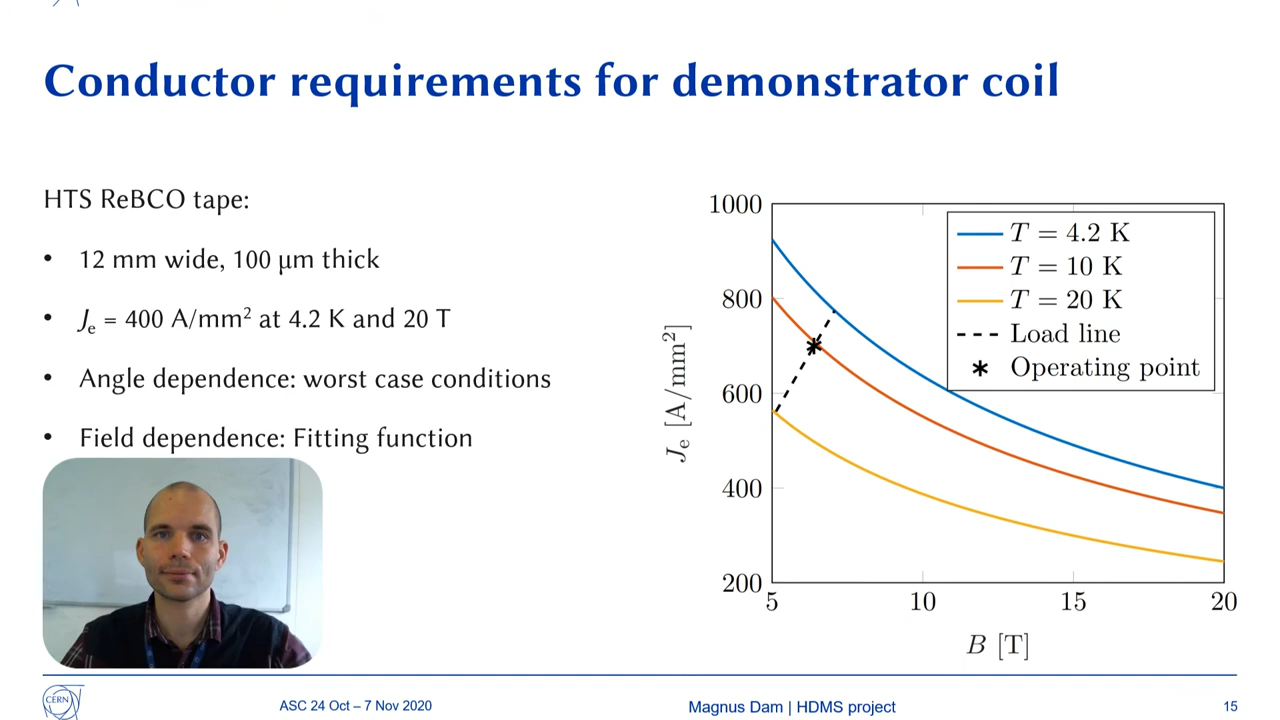 Conductor requirements for demonstrator coil
HTS ReBCO tape:
• 12 mm wide, 100 μm thick
• Je = 400 A/mm² at 4.2 K and 20 T
• Angle dependence: worst case conditions
• Field dependence: Fitting function
1000
800
600
400
200
5 10 15 20
Je [A/mm²]
B [T]
T = 4.2 K
T = 10 K
T = 20 K
Load line
Operating point
CERN
ASC 24 Oct – 7 Nov 2020
Magnus Dam | HDMS project
15